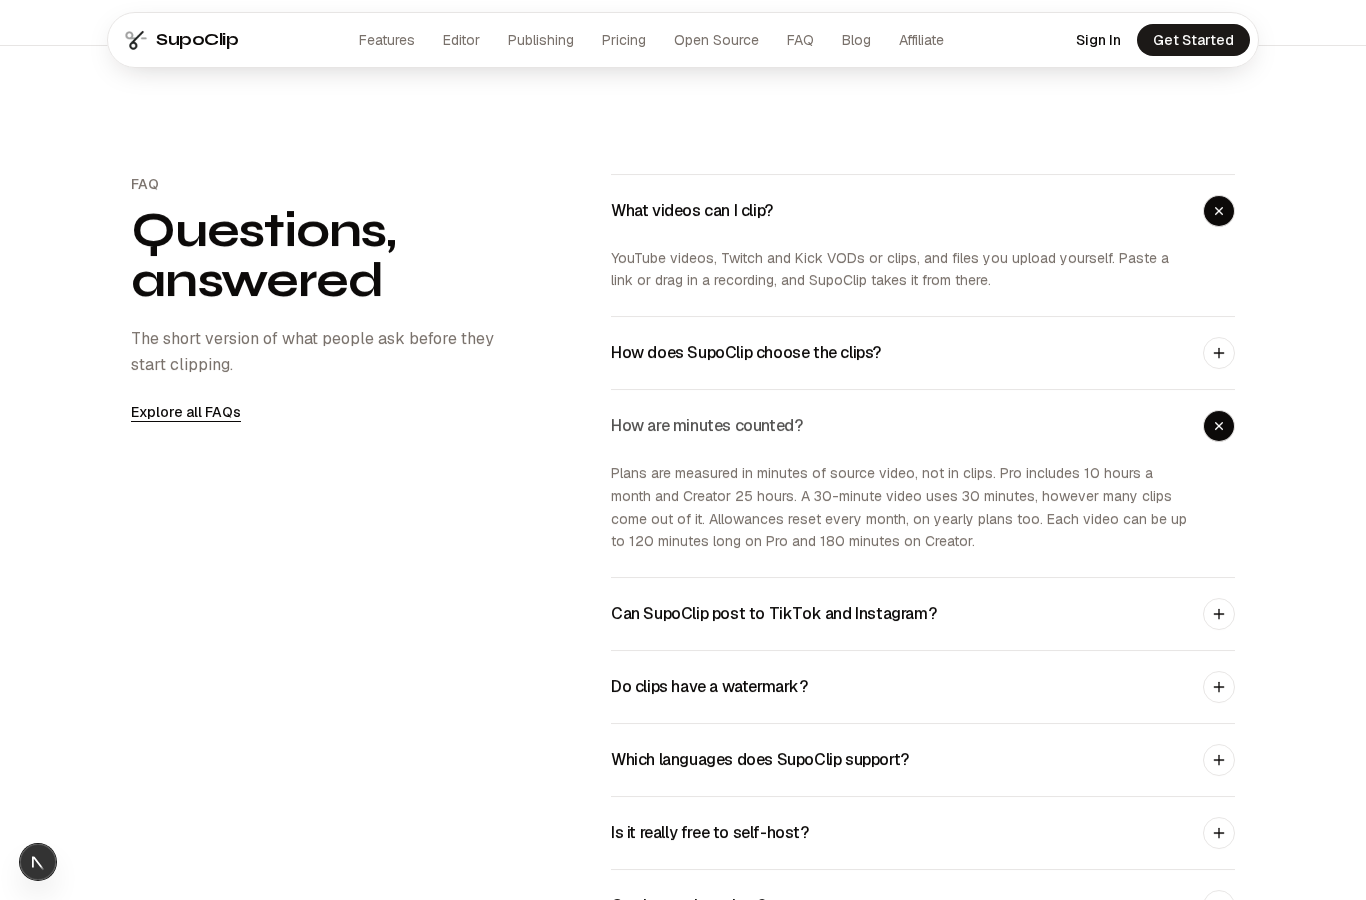 SupoClip
Features
Editor
Publishing
Pricing
Open Source
FAQ
Blog
Affiliate
Sign In
Get Started
FAQ
Questions,
answered
The short version of what people ask before they
start clipping.
Explore all FAQs
What videos can I clip?
YouTube videos, Twitch and Kick VODs or clips, and files you upload yourself. Paste a
link or drag in a recording, and SupoClip takes it from there.
How does SupoClip choose the clips?
How are minutes counted?
Plans are measured in minutes of source video, not in clips. Pro includes 10 hours a
month and Creator 25 hours. A 30-minute video uses 30 minutes, however many clips
come out of it. Allowances reset every month, on yearly plans too. Each video can be up
to 120 minutes long on Pro and 180 minutes on Creator.
Can SupoClip post to TikTok and Instagram?
Do clips have a watermark?
Which languages does SupoClip support?
Is it really free to self-host?